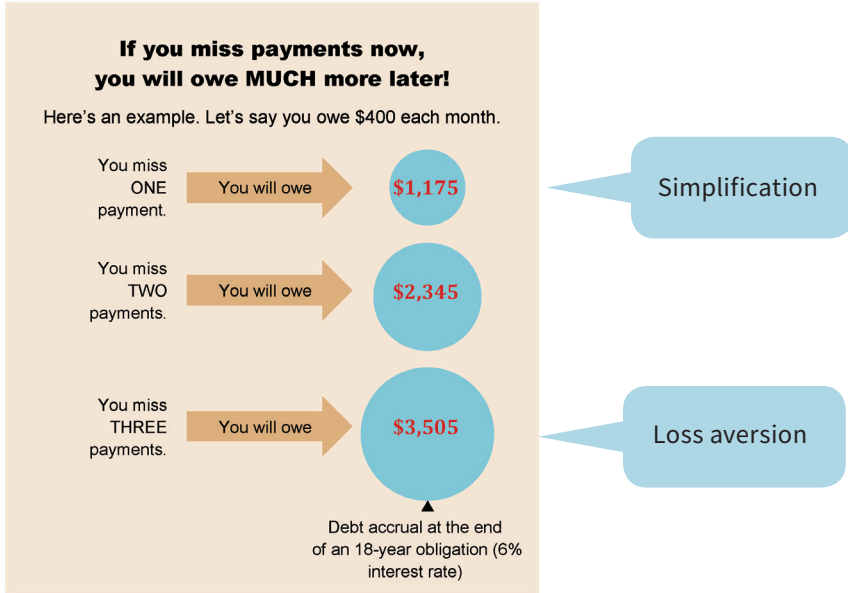 If you miss payments now,
you will owe MUCH more later!
Here's an example. Let's say you owe $400 each month.
You miss
ONE
payment.
You will owe
$1,175
Simplification
You miss
TWO
payments.
You will owe
$2,345
You miss
THREE
payments.
You will owe
$3,505
Loss aversion
Debt accrual at the end
of an 18-year obligation (6%
interest rate)